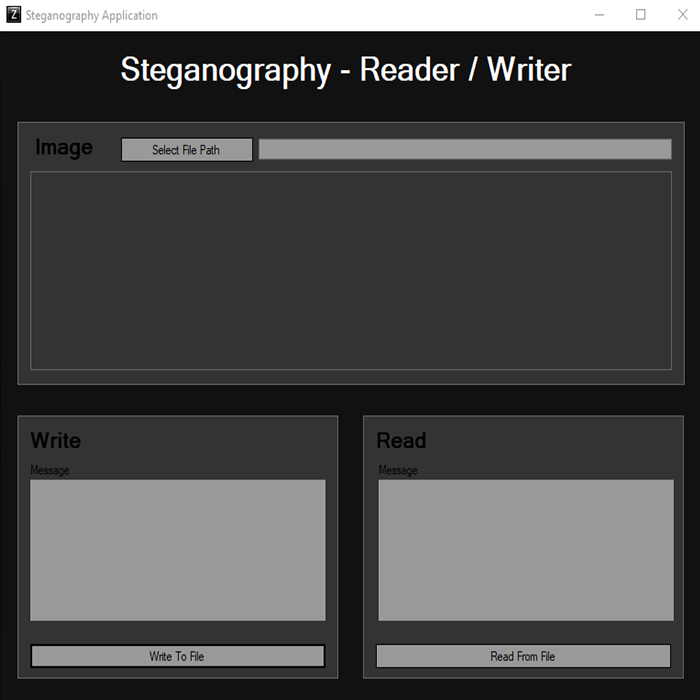 Z Steganography Application
Steganography - Reader / Writer
Image Select File Path
Write
Message
Write To File
Read
Message
Read From File